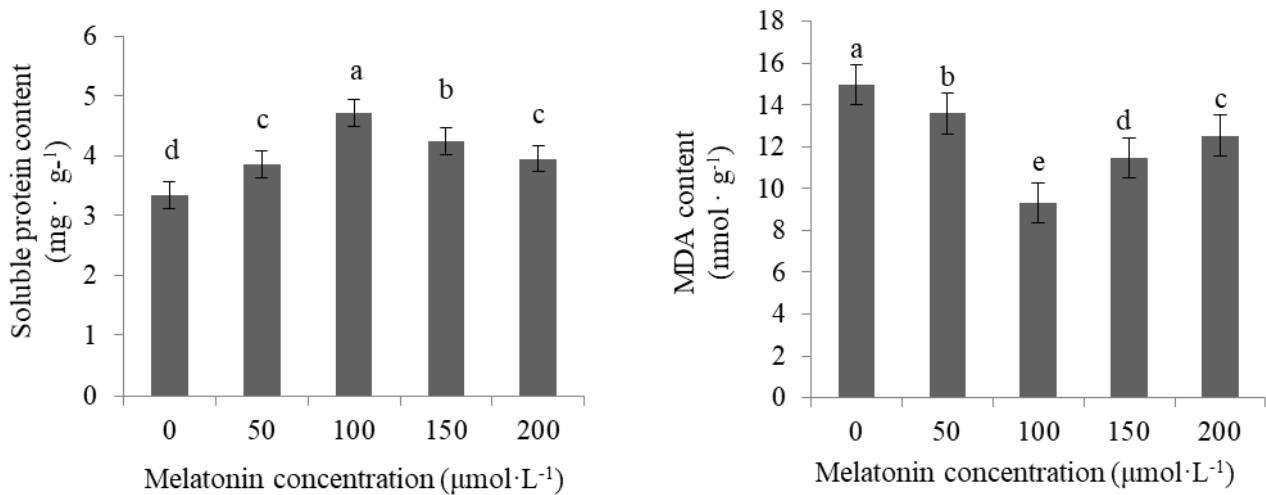 Soluble protein content
(mg · g-¹)
6
5
4
3
2
1
0
d
c
a
b
c
0 50 100 150 200
Melatonin concentration (μmol·L⁻¹)
MDA content
(nmol · g⁻¹)
18
16
14
12
10
8
6
4
2
0
a
b
e
d
c
0 50 100 150 200
Melatonin concentration (μmol·L⁻¹)